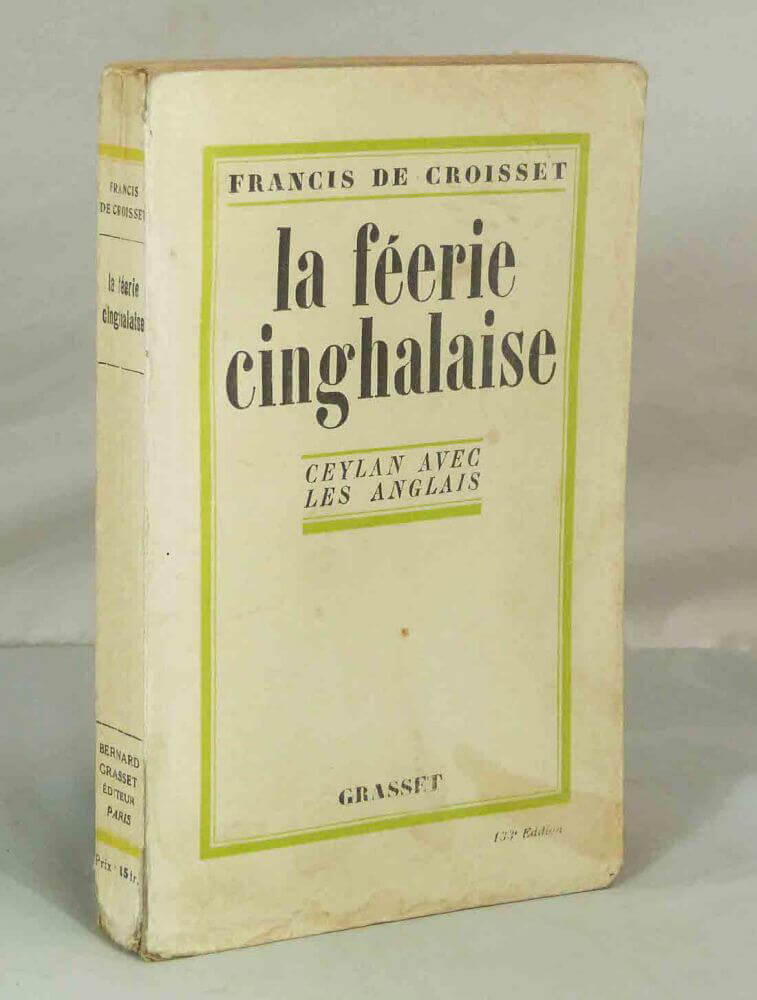 FRANCIS DE CROISSET
la féerie
cinghalaise
CEYLAN AVEC
LES ANGLAIS
GRASSET
Edition
FRANCIS
DE CROISSET
la féerie
cinghalaise
BERNARD
GRASSET
ÉDITEUR
PARIS
Prix : 15 fr.